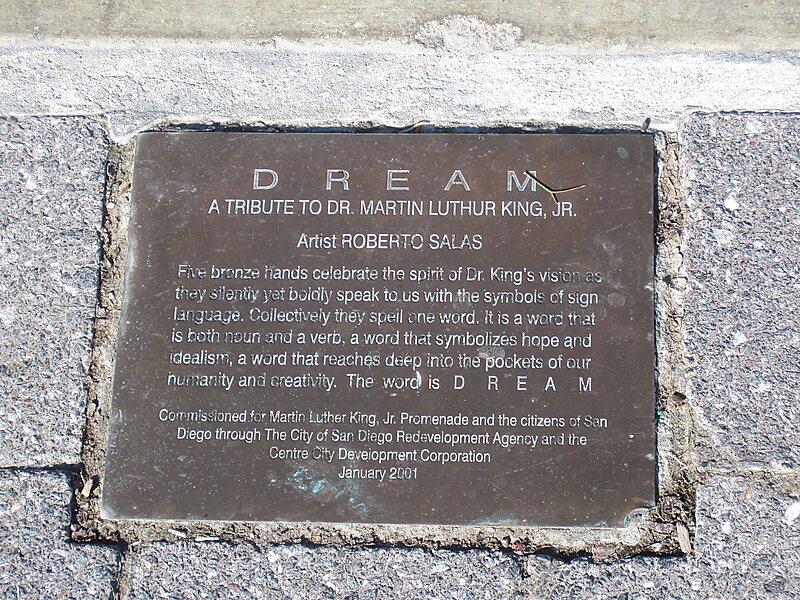 D R E A M
A TRIBUTE TO DR. MARTIN LUTHUR KING, JR.
Artist ROBERTO SALAS
Five bronze hands celebrate the spirit of Dr. King's vision as
they silently yet boldly speak to us with the symbols of sign
language. Collectively they spell one word. It is a word that
is both noun and a verb, a word that symbolizes hope and
idealism, a word that reaches deep into the pockets of our
humanity and creativity. The word is D R E A M
Commissioned for Martin Luther King, Jr. Promenade and the citizens of San
Diego through The City of San Diego Redevelopment Agency and the
Centre City Development Corporation
January 2001